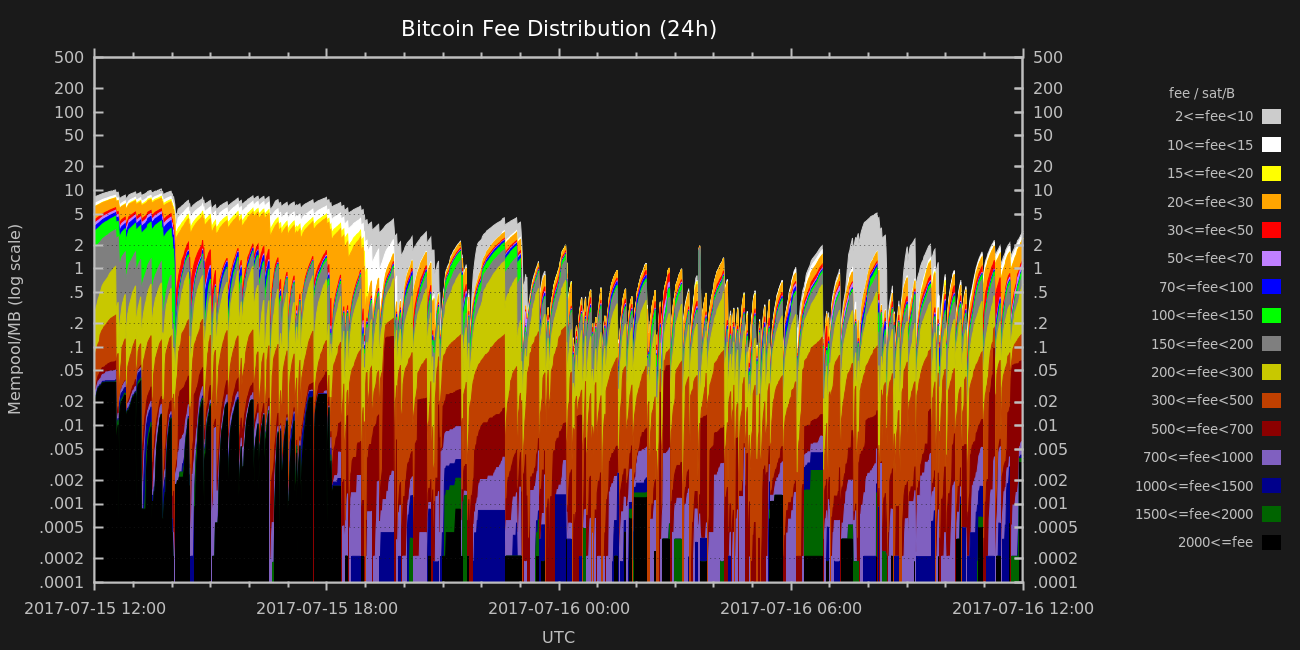 Bitcoin Fee Distribution (24h)
500
200
100
50
20
10
5
2
1
.5
.2
.1
.05
.02
.01
.005
.002
.001
.0005
.0002
.0001
Mempool/MB (log scale)
500
200
100
50
20
10
5
2
1
.5
.2
.1
.05
.02
.01
.005
.002
.001
.0005
.0002
.0001
2017-07-15 12:00
2017-07-15 18:00
2017-07-16 00:00
2017-07-16 06:00
2017-07-16 12:00
UTC
fee / sat/B
2<=fee<10
10<=fee<15
15<=fee<20
20<=fee<30
30<=fee<50
50<=fee<70
70<=fee<100
100<=fee<150
150<=fee<200
200<=fee<300
300<=fee<500
500<=fee<700
700<=fee<1000
1000<=fee<1500
1500<=fee<2000
2000<=fee